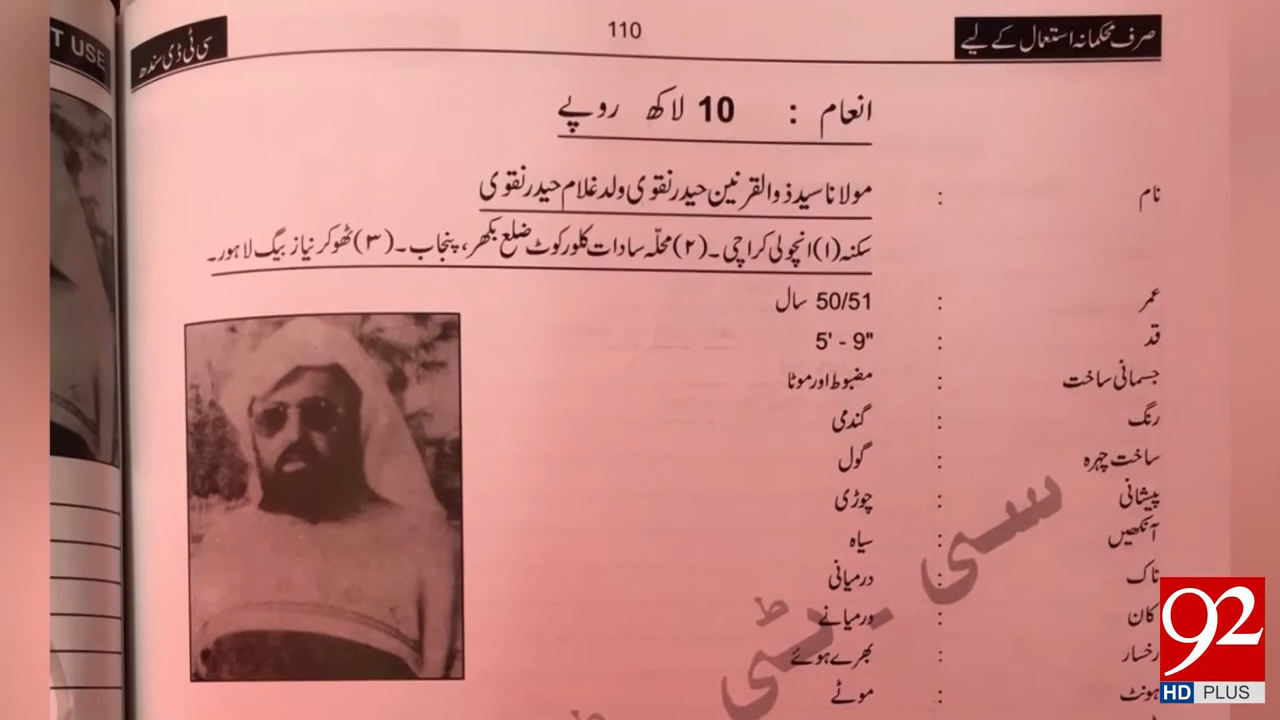 T USE
صرف محکمانہ استعمال کے لیے
110
سی ٹی ڈی سندھ
انعام : 10 لاکھ روپے
نام : مولانا سید ذوالقرنین حیدر نقوی ولد غلام حیدر نقوی
سکنہ (۱) انچولی کراچی۔ (۲) محلّہ سادات کلورکوٹ ضلع بکھر، پنجاب۔ (۳) ٹھوکر نیاز بیگ لاہور۔
عمر : 50/51 سال
قد : 5' - 9"
جسمانی ساخت : مضبوط اور موٹا
رنگ : گندمی
ساخت چہرہ : گول
پیشانی : چوڑی
آنکھیں : سیاہ
ناک : درمیانی
کان : درمیانے
رخسار : بھرے ہوئے
ہونٹ : موٹے
سی ۔ ٹی
92
HD PLUS